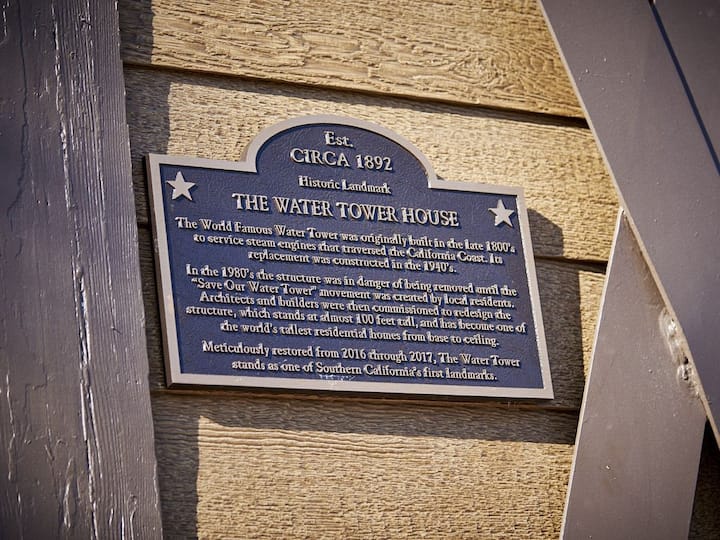 Est.
CIRCA 1892
Historic Landmark
THE WATER TOWER HOUSE
The World Famous Water Tower was originally built in the late 1800's
to service steam engines that traversed the California Coast. Its
replacement was constructed in the 1940's.
In the 1980's the structure was in danger of being removed until the
"Save Our Water Tower" movement was created by local residents.
Architects and builders were then commissioned to redesign the
structure, which stands at almost 100 feet tall, and has become one of
the world's tallest residential homes from base to ceiling.
Meticulously restored from 2016 through 2017, The Water Tower
stands as one of Southern California's first landmarks.